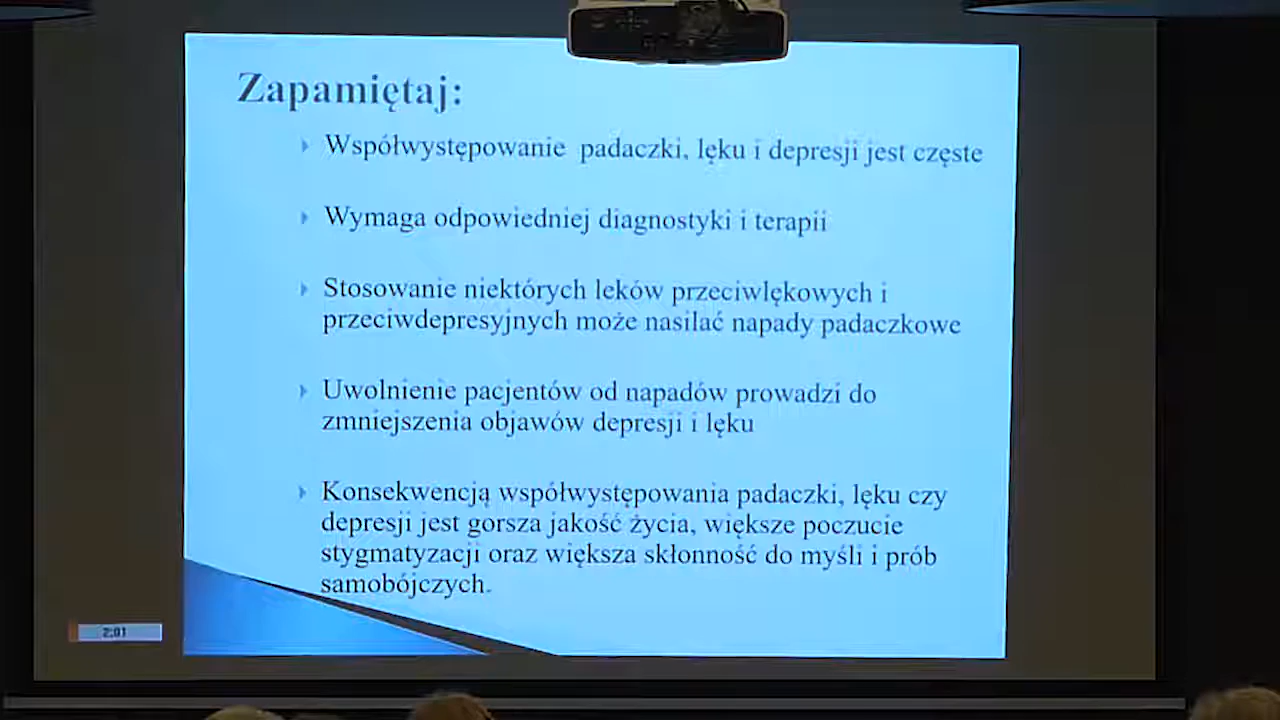 Zapamiętaj:
Współwystępowanie padaczki, lęku i depresji jest częste
Wymaga odpowiedniej diagnostyki i terapii
Stosowanie niektórych leków przeciwlękowych i
przeciwdepresyjnych może nasilać napady padaczkowe
Uwolnienie pacjentów od napadów prowadzi do
zmniejszenia objawów depresji i lęku
Konsekwencją współwystępowania padaczki, lęku czy
depresji jest gorsza jakość życia, większe poczucie
stygmatyzacji oraz większa skłonność do myśli i prób
samobójczych.
2:01